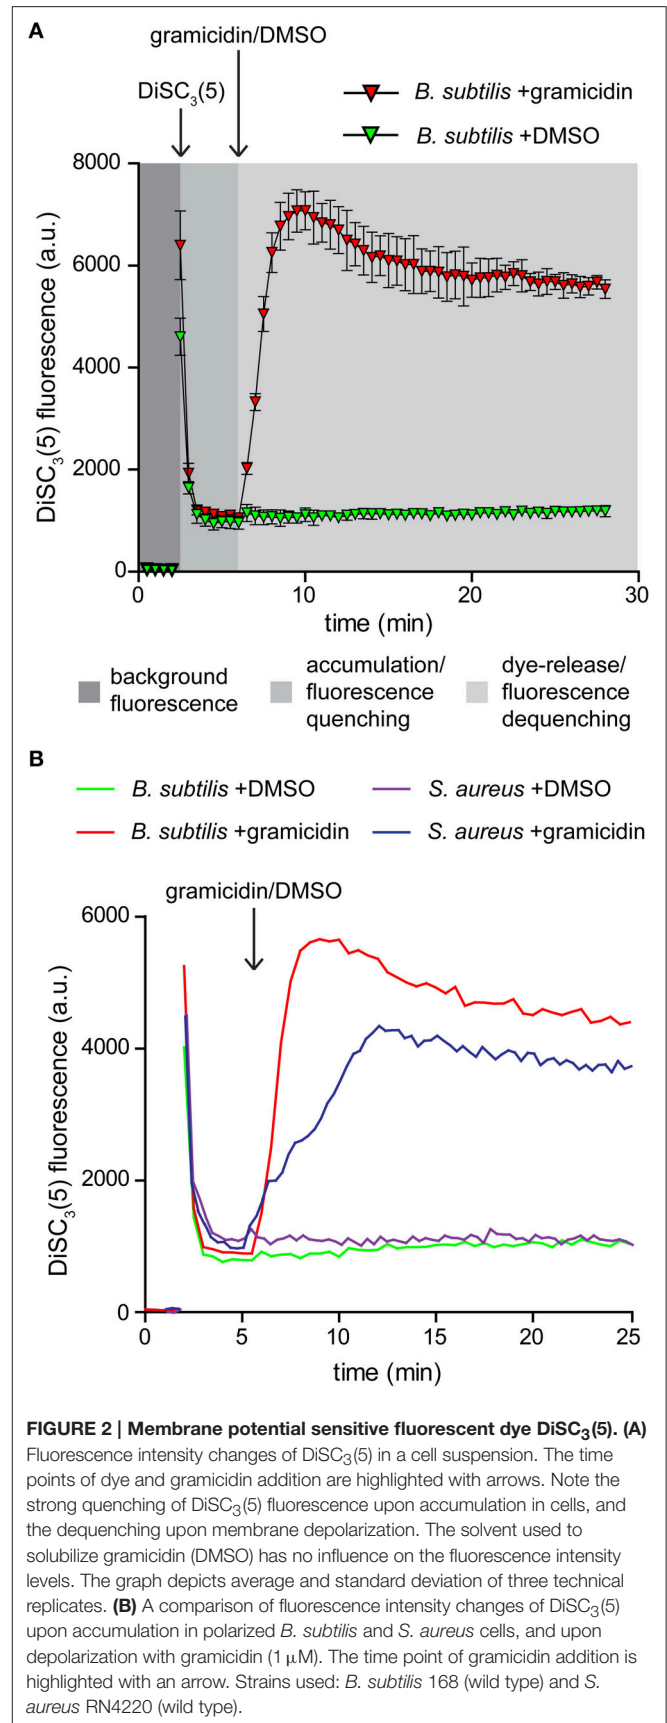 A
gramicidin/DMSO
DiSC3(5)
B. subtilis +gramicidin
B. subtilis +DMSO
8000
6000
4000
2000
0
DiSC3(5) fluorescence (a.u.)
0 10 20 30
time (min)
background
fluorescence
accumulation/
fluorescence
quenching
dye-release/
fluorescence
dequenching
B
B. subtilis +DMSO
S. aureus +DMSO
B. subtilis +gramicidin
S. aureus +gramicidin
gramicidin/DMSO
6000
4000
2000
0
DiSC3(5) fluorescence (a.u.)
0 5 10 15 20 25
time (min)
FIGURE 2 | Membrane potential sensitive fluorescent dye DiSC3(5). (A)
Fluorescence intensity changes of DiSC3(5) in a cell suspension. The time
points of dye and gramicidin addition are highlighted with arrows. Note the
strong quenching of DiSC3(5) fluorescence upon accumulation in cells, and
the dequenching upon membrane depolarization. The solvent used to
solubilize gramicidin (DMSO) has no influence on the fluorescence intensity
levels. The graph depicts average and standard deviation of three technical
replicates. (B) A comparison of fluorescence intensity changes of DiSC3(5)
upon accumulation in polarized B. subtilis and S. aureus cells, and upon
depolarization with gramicidin (1 μM). The time point of gramicidin addition is
highlighted with an arrow. Strains used: B. subtilis 168 (wild type) and S.
aureus RN4220 (wild type).